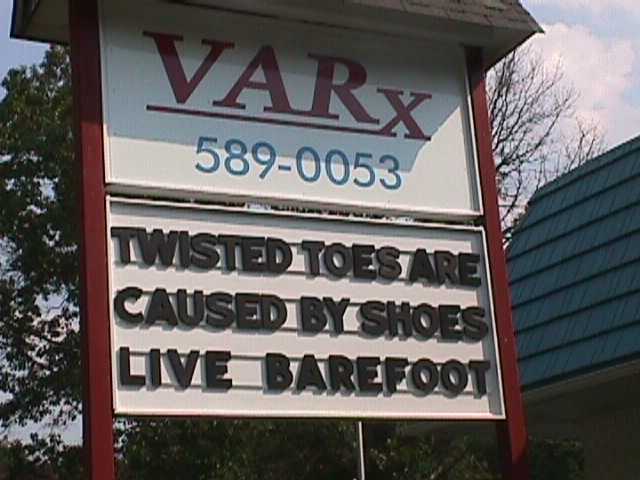 VARx
589-0053
TWISTED TOES ARE
CAUSED BY SHOES
LIVE BAREFOOT